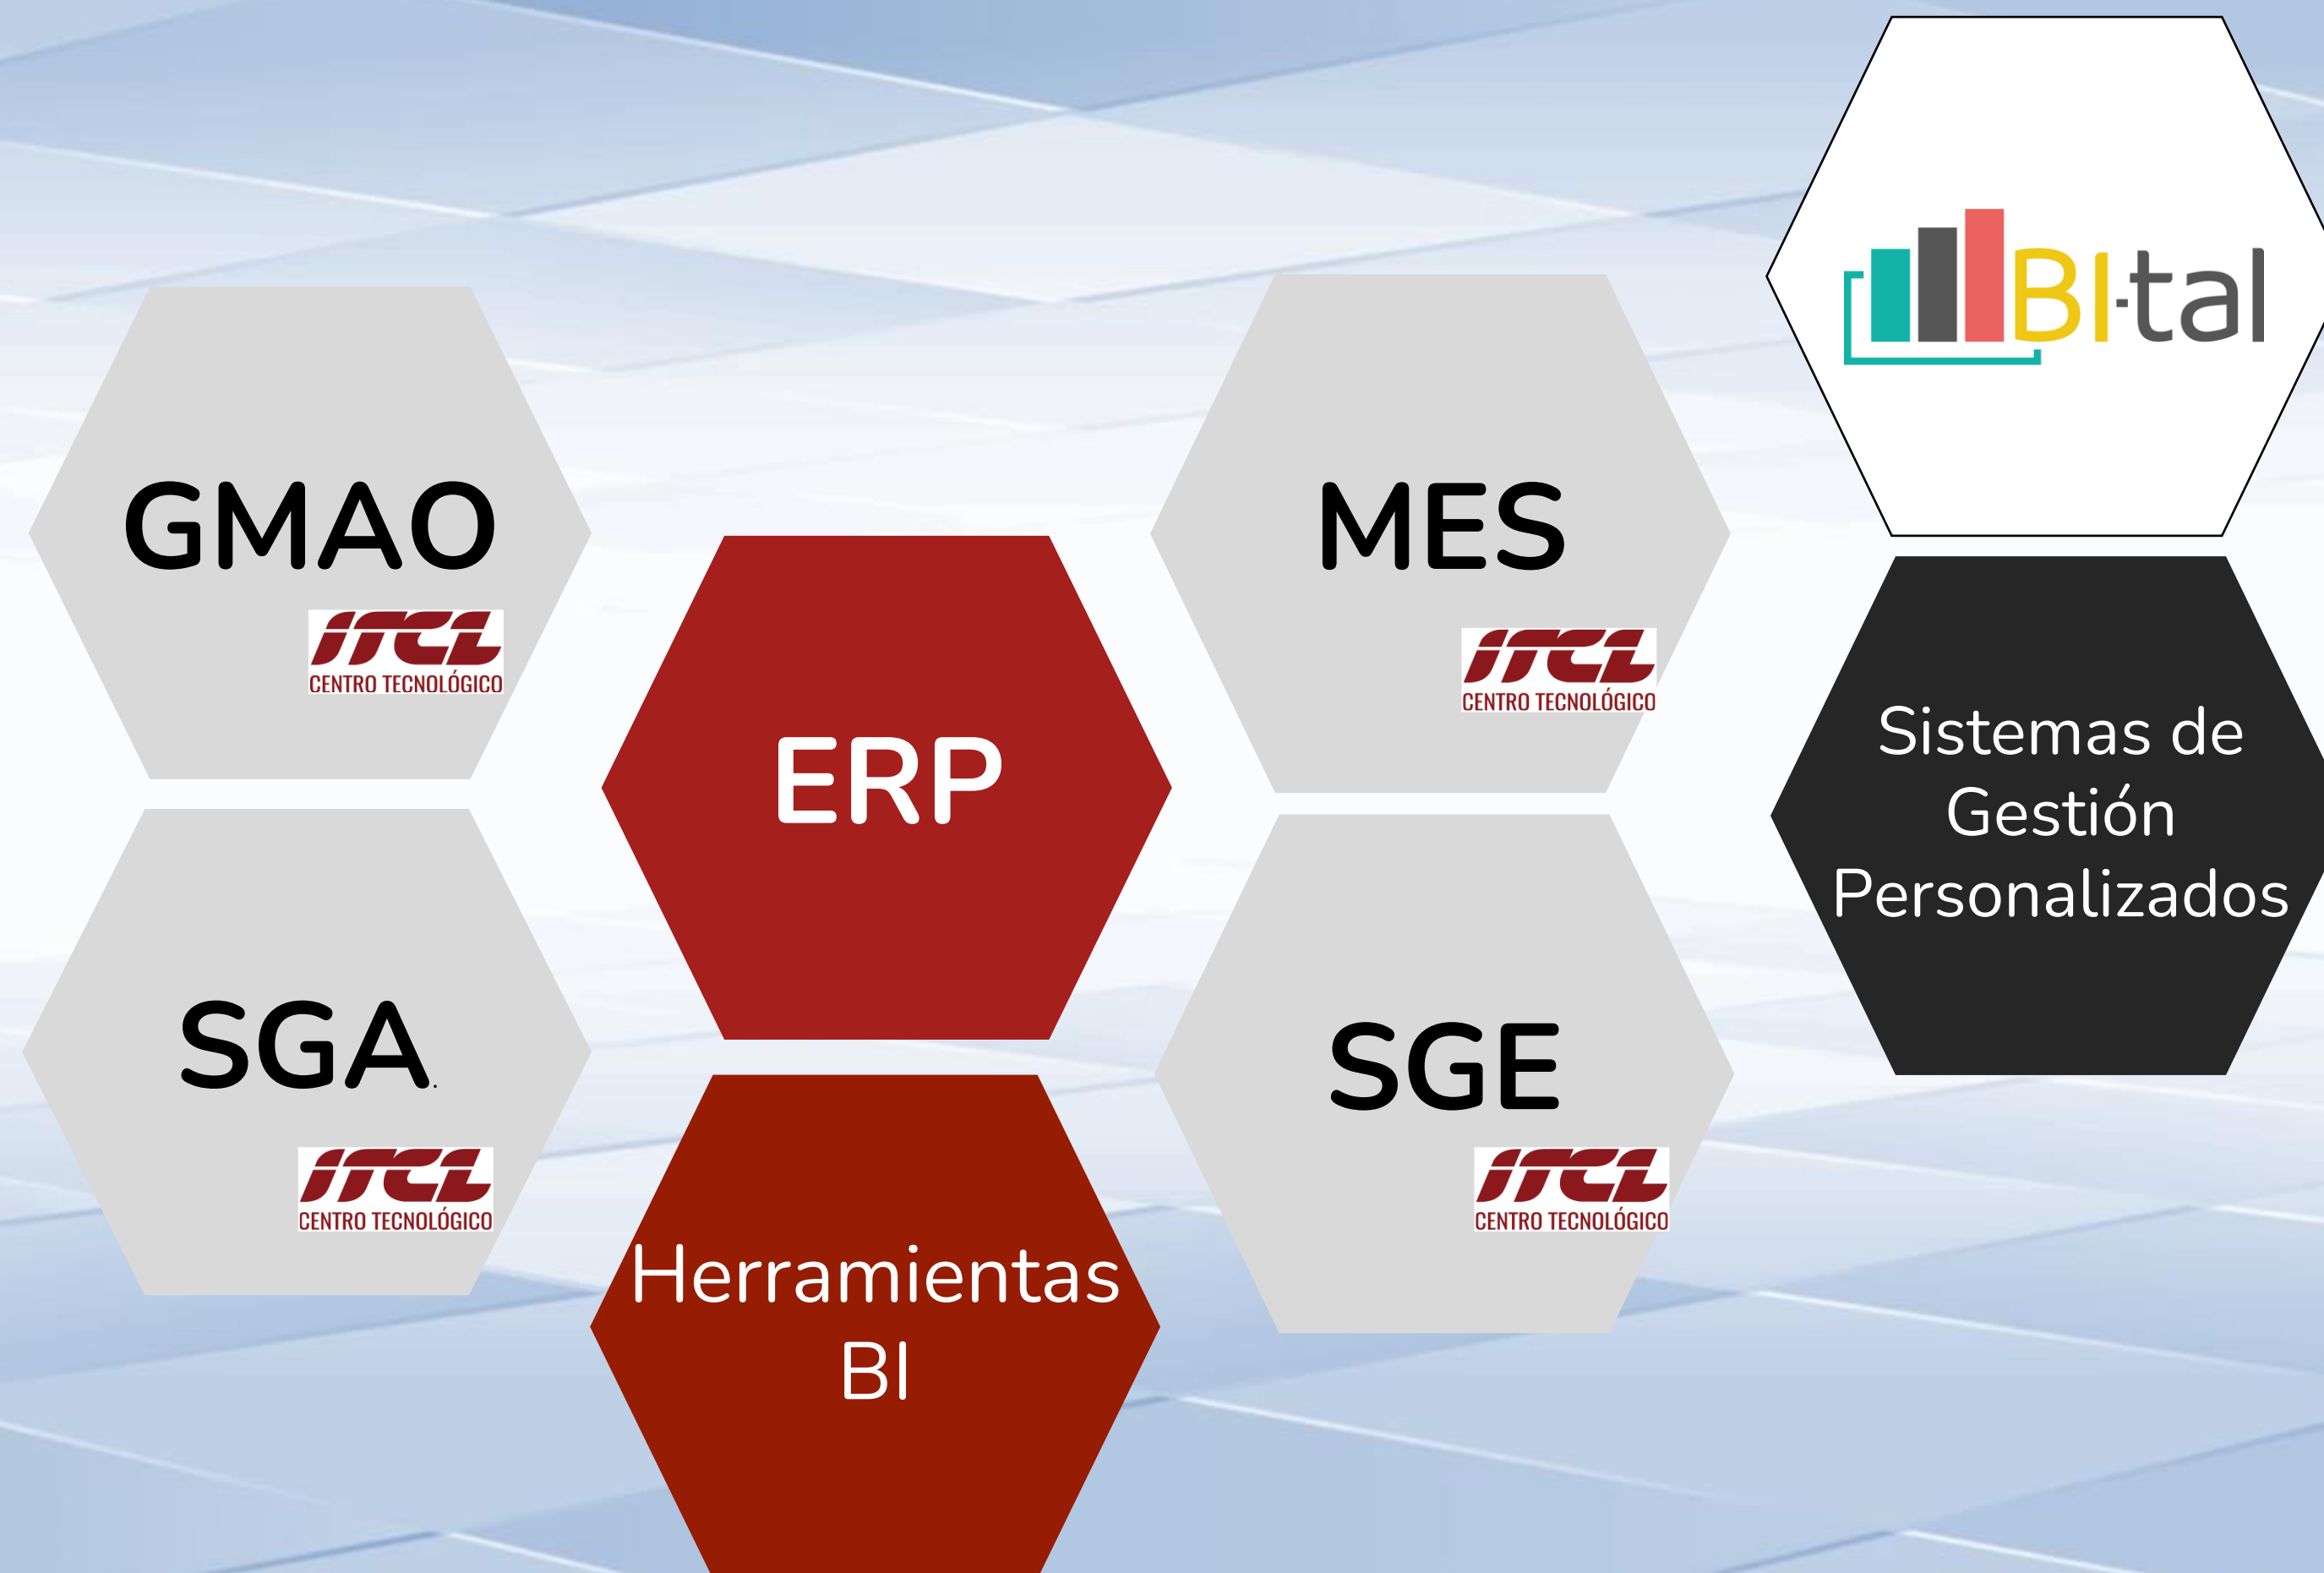 BI-tal
GMAO
ITCL
CENTRO TECNOLÓGICO
MES
ITCL
CENTRO TECNOLÓGICO
ERP
Sistemas de
Gestión
Personalizados
SGA.
ITCL
CENTRO TECNOLÓGICO
SGE
ITCL
CENTRO TECNOLÓGICO
Herramientas
BI